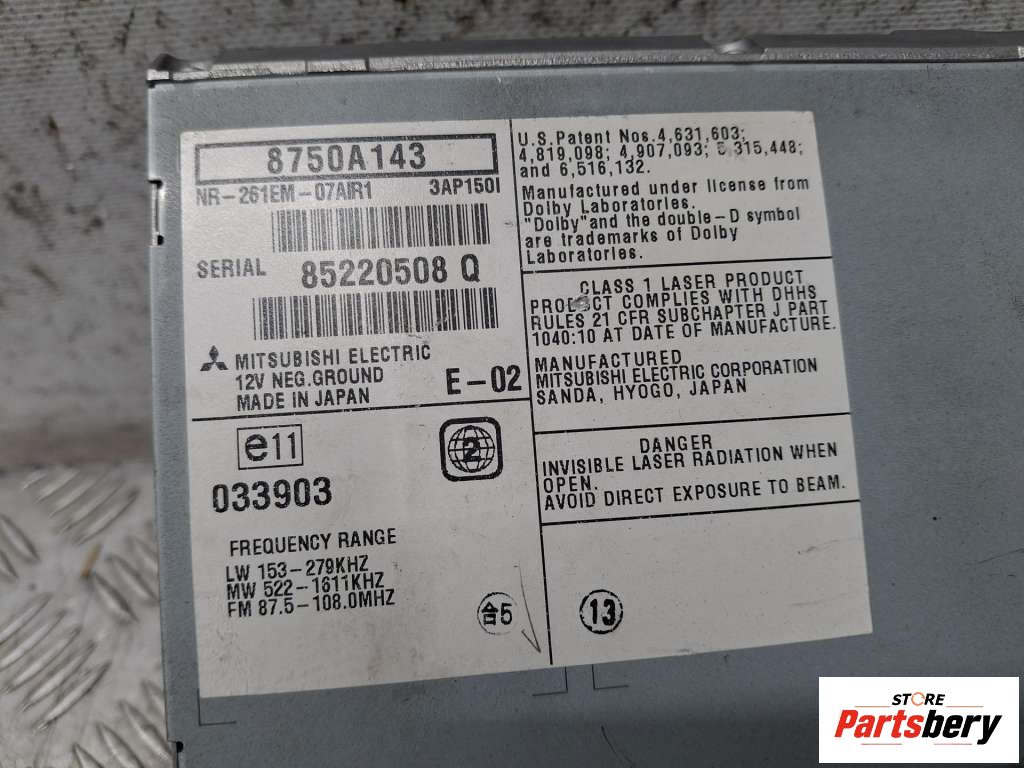 8750A143
NR-261EM-07AIR1 3AP150I
SERIAL 85220508 Q
MITSUBISHI ELECTRIC
12V NEG.GROUND
MADE IN JAPAN E-02
e11
2
033903
FREQUENCY RANGE
LW 153-279KHZ
MW 522-1611KHZ
FM 87.5-108.0MHZ
合5
U.S.Patent Nos.4,631,603;
4,819,098; 4,907,093; 5,315,448;
and 6,516,132.
Manufactured under license from
Dolby Laboratories.
"Dolby"and the double-D symbol
are trademarks of Dolby
Laboratories.
CLASS 1 LASER PRODUCT
PRODUCT COMPLIES WITH DHHS
RULES 21 CFR SUBCHAPTER J PART
1040:10 AT DATE OF MANUFACTURE.
MANUFACTURED
MITSUBISHI ELECTRIC CORPORATION
SANDA, HYOGO, JAPAN
DANGER
INVISIBLE LASER RADIATION WHEN
OPEN.
AVOID DIRECT EXPOSURE TO BEAM.
13
STORE
Partsbery